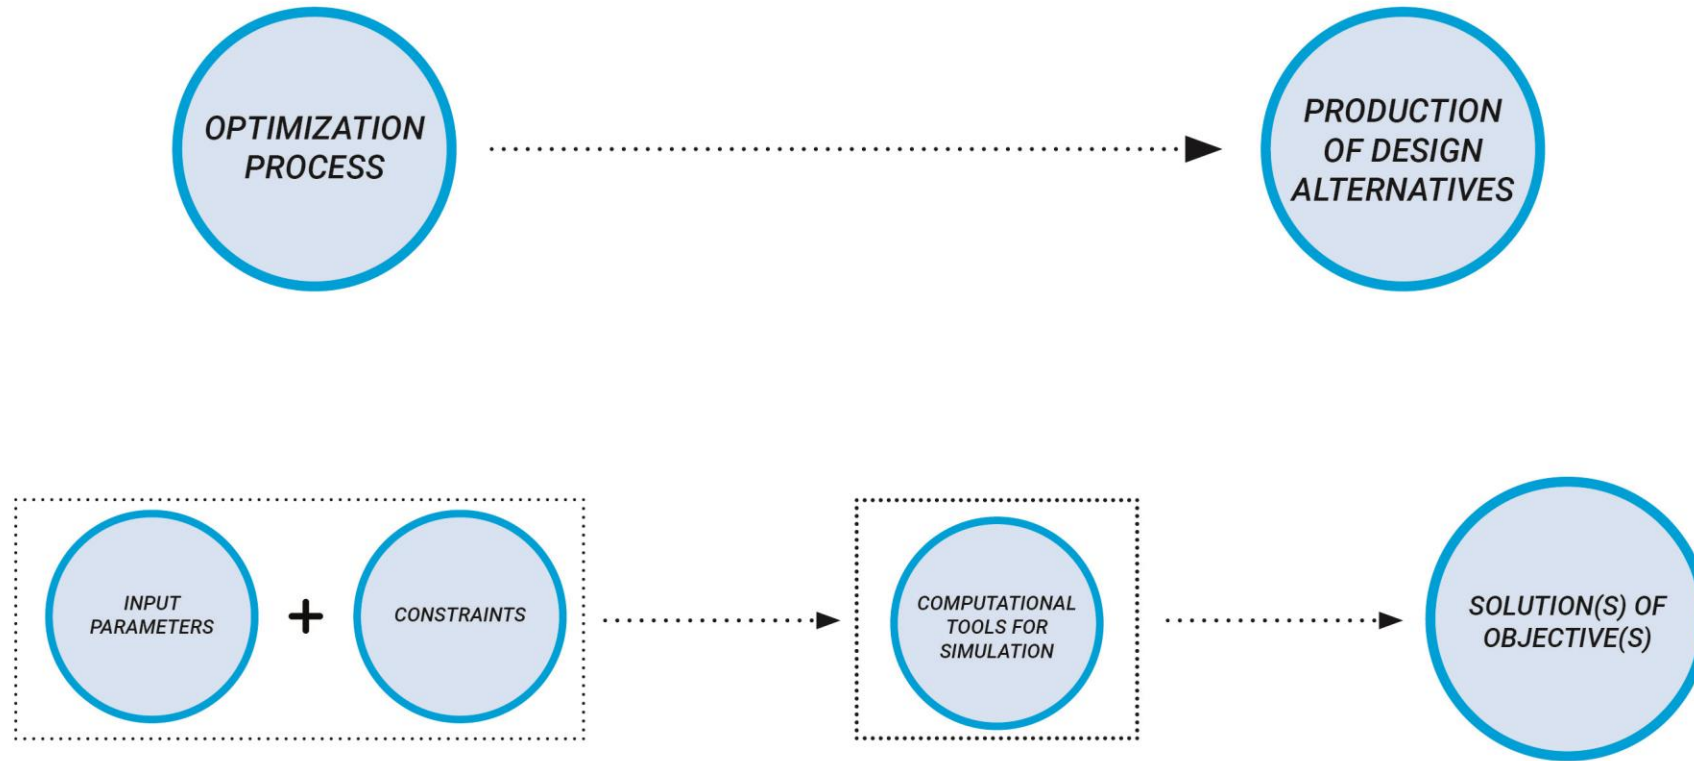 OPTIMIZATION
PROCESS
PRODUCTION
OF DESIGN
ALTERNATIVES
INPUT
PARAMETERS
+
CONSTRAINTS
COMPUTATIONAL
TOOLS FOR
SIMULATION
SOLUTION(S) OF
OBJECTIVE(S)